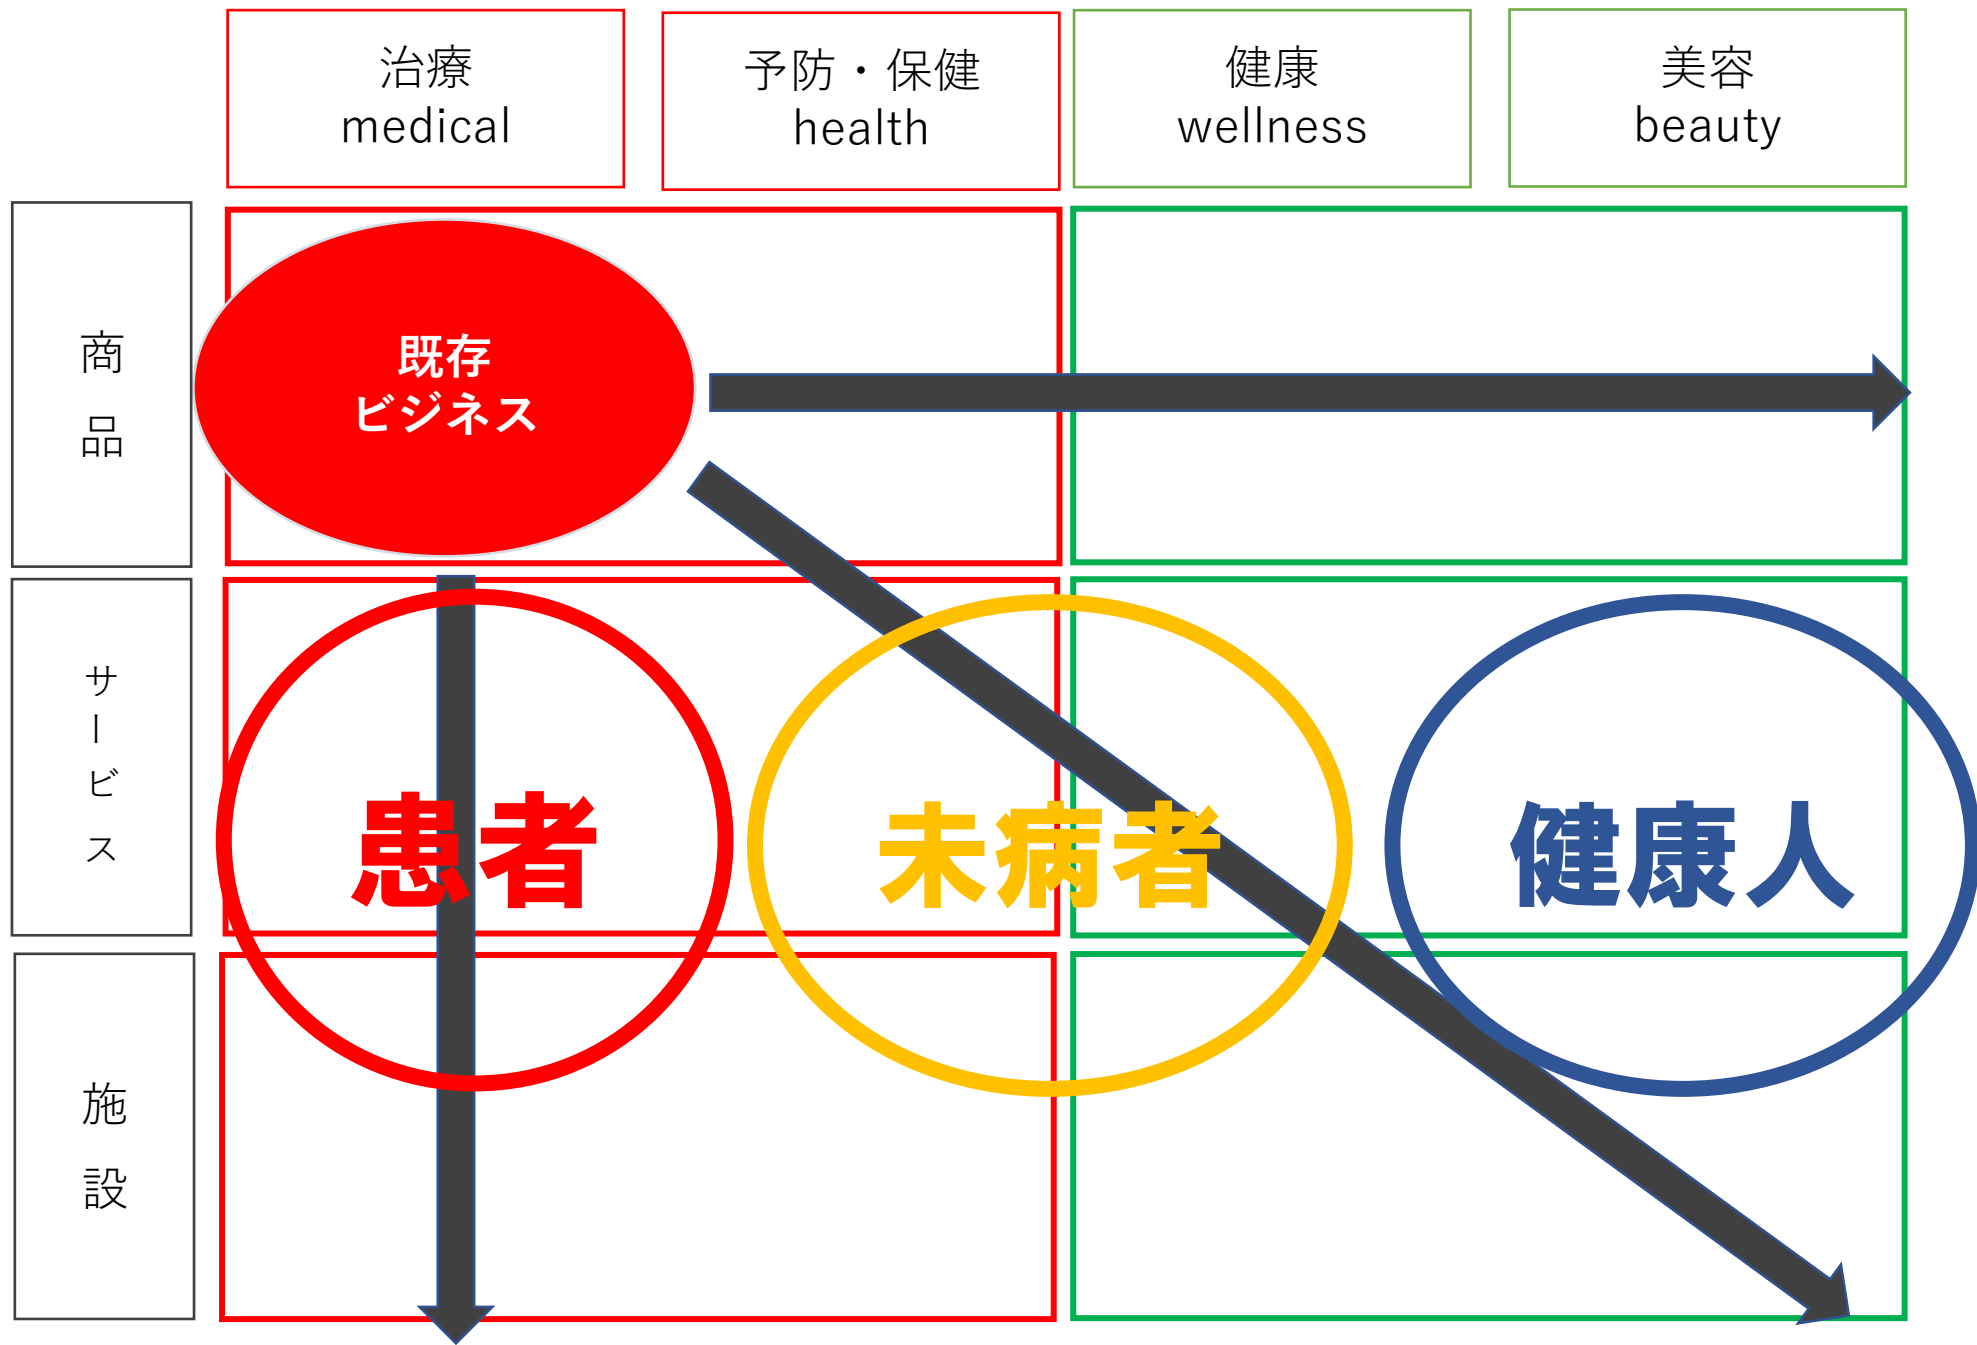 治療
medical
予防・保健
health
健康
wellness
美容
beauty
商品
既存
ビジネス
サービス
患者
未病者
健康人
施設